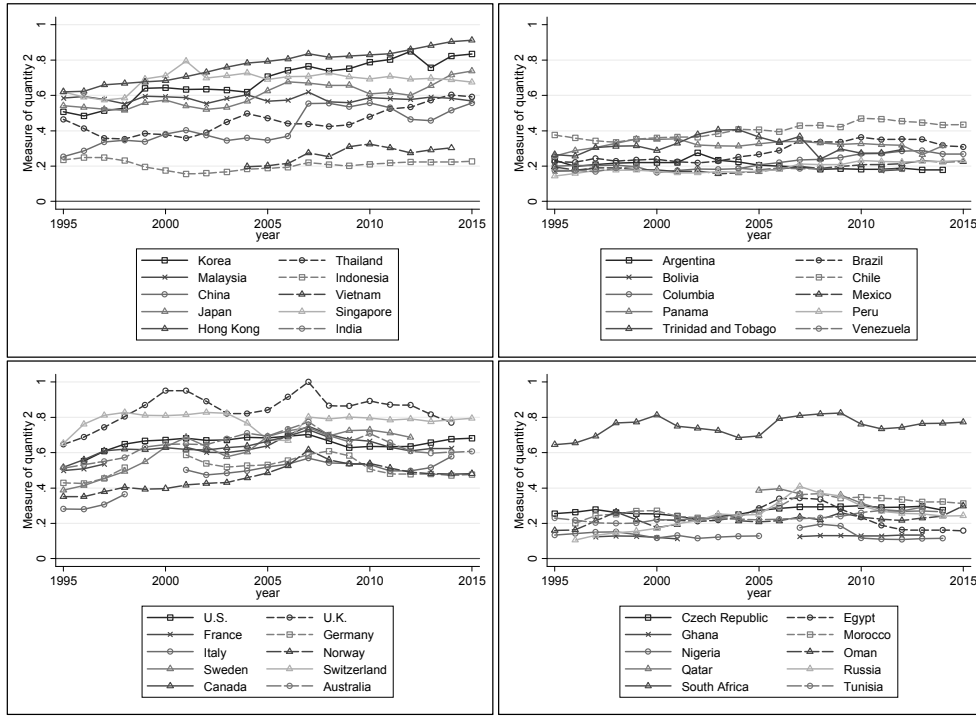 Measure of quantity 2
1
.8
.6
.4
.2
0
1995 2000 2005 2010 2015
year
Korea Thailand
Malaysia Indonesia
China Vietnam
Japan Singapore
Hong Kong India
Measure of quantity 2
1
.8
.6
.4
.2
0
1995 2000 2005 2010 2015
year
Argentina Brazil
Bolivia Chile
Columbia Mexico
Panama Peru
Trinidad and Tobago Venezuela
Measure of quantity 2
1
.8
.6
.4
.2
0
1995 2000 2005 2010 2015
year
U.S. U.K.
France Germany
Italy Norway
Sweden Switzerland
Canada Australia
Measure of quantity 2
1
.8
.6
.4
.2
0
1995 2000 2005 2010 2015
year
Czech Republic Egypt
Ghana Morocco
Nigeria Oman
Qatar Russia
South Africa Tunisia